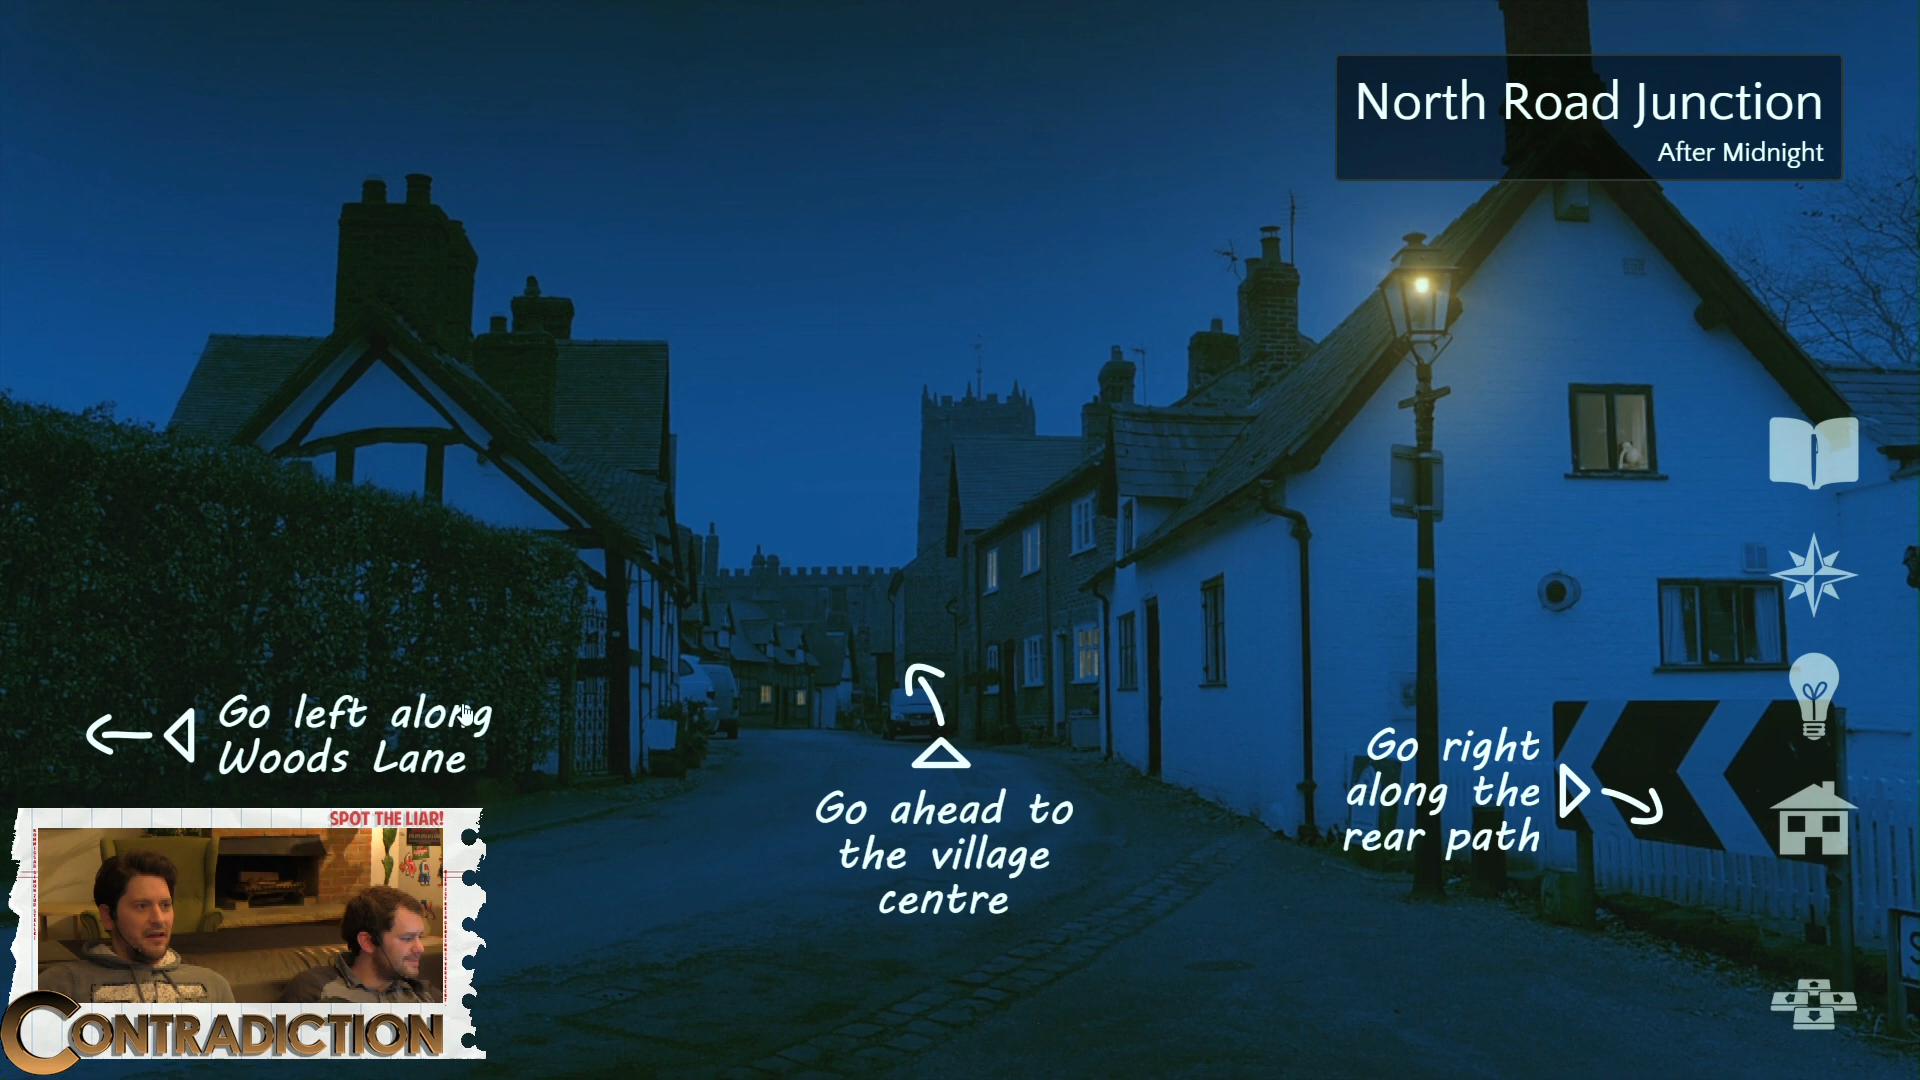 North Road Junction
After Midnight
Go left along
Woods Lane
Go ahead to
the village
centre
Go right
along the
rear path
SPOT THE LIAR!
CONTRADICTION